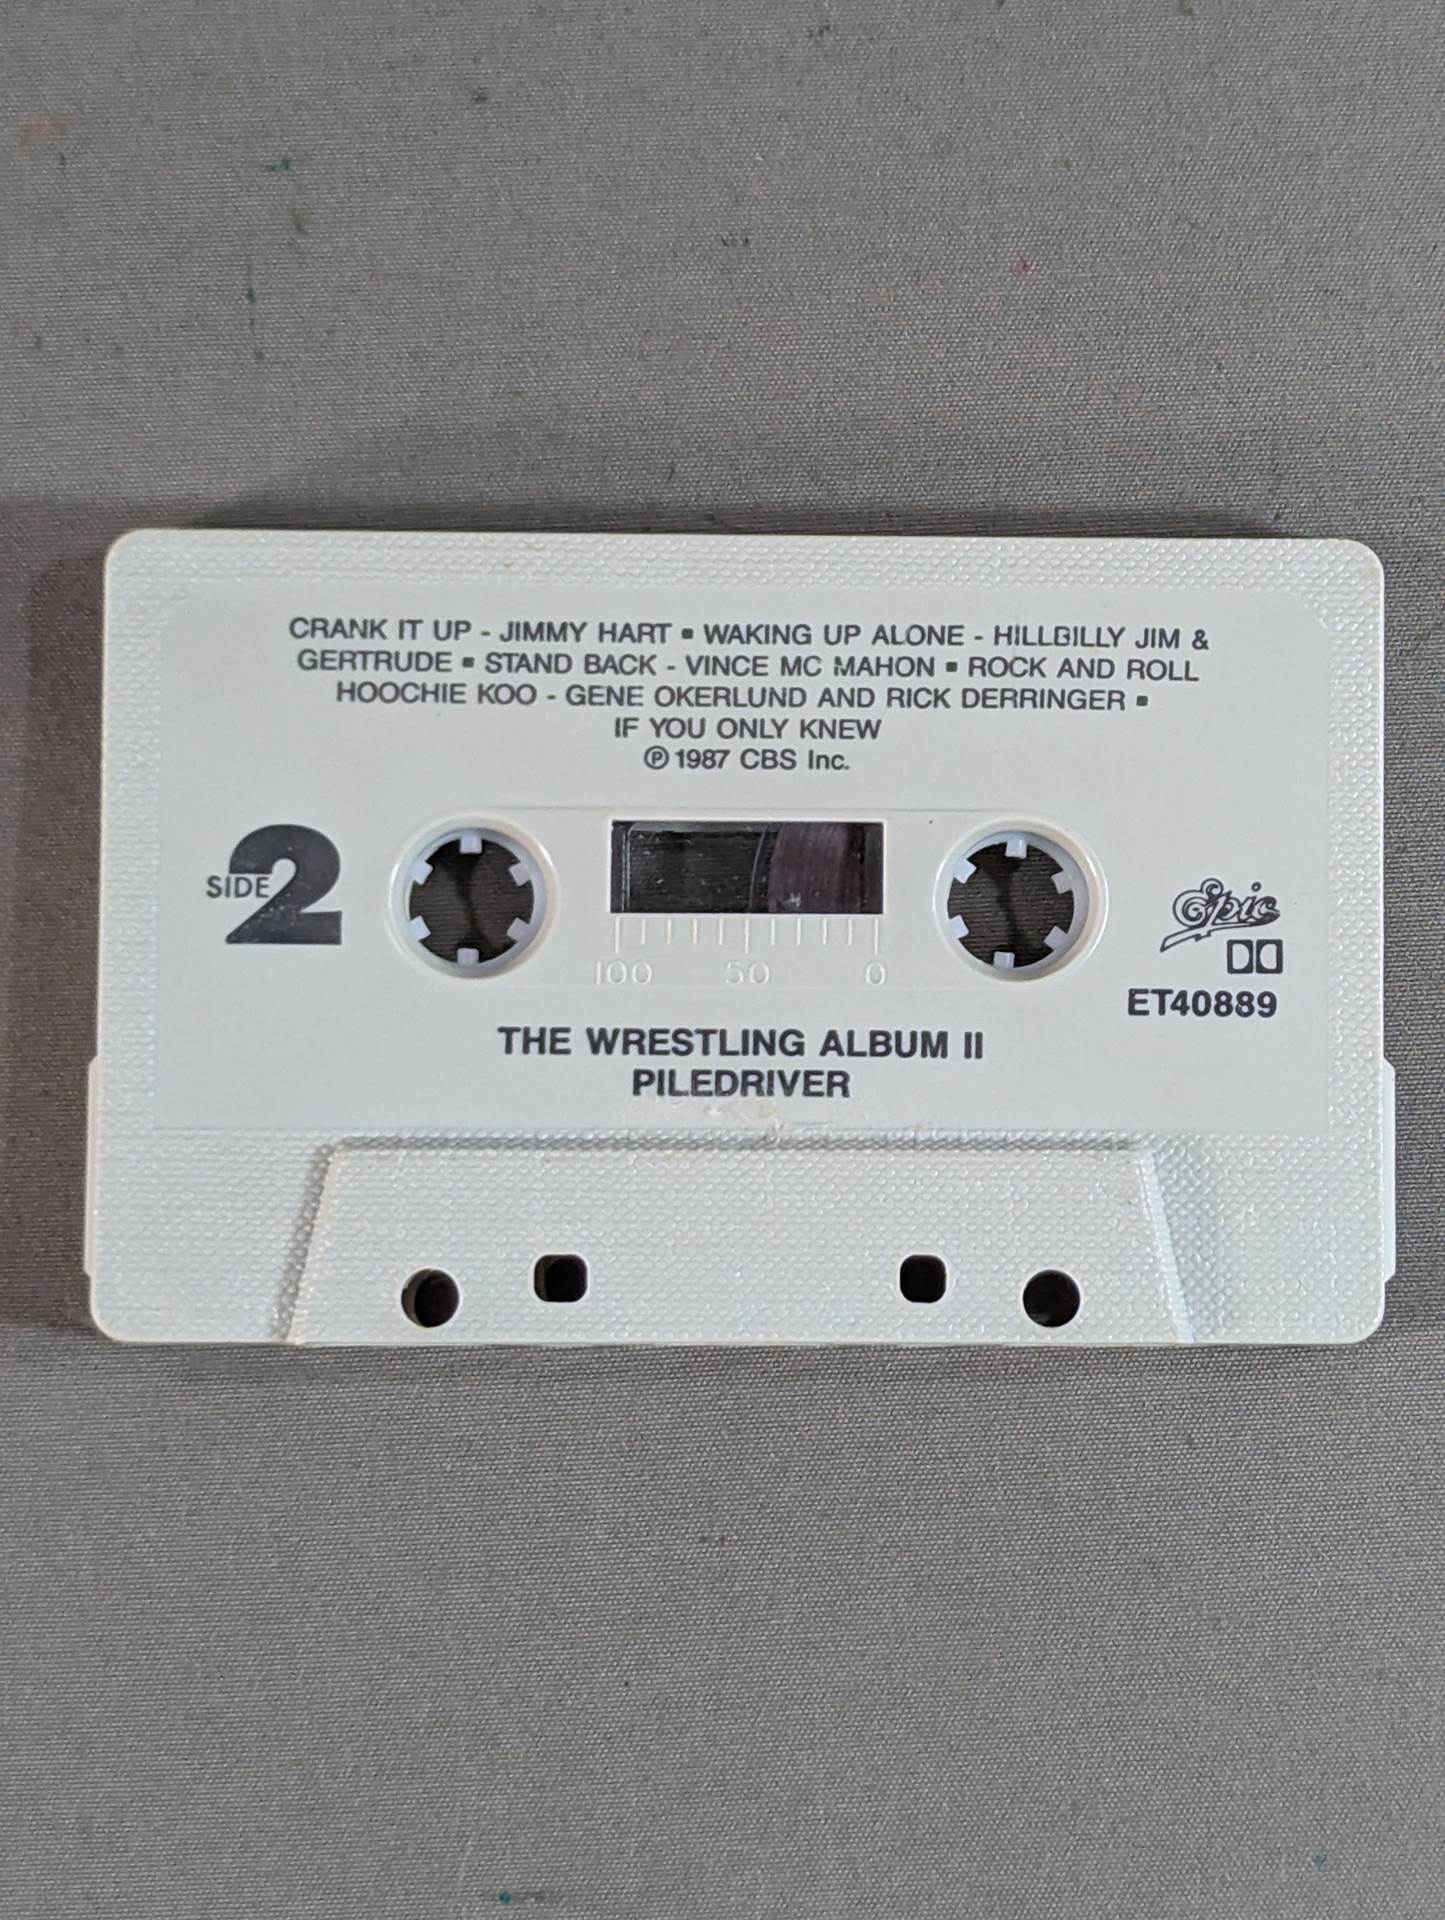 CRANK IT UP - JIMMY HART ▪ WAKING UP ALONE - HILLBILLY JIM &
GERTRUDE ▪ STAND BACK - VINCE MC MAHON ▪ ROCK AND ROLL
HOOCHIE KOO - GENE OKERLUND AND RICK DERRINGER ▪
IF YOU ONLY KNEW
℗ 1987 CBS Inc.
SIDE 2
100 50 0
Epic
ET40889
THE WRESTLING ALBUM II
PILEDRIVER